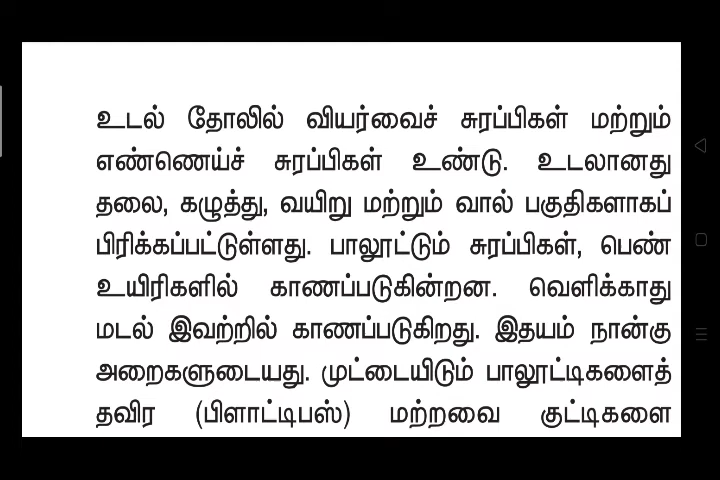 உடல் தோலில் வியர்வைச் சுரப்பிகள் மற்றும்
எண்ணெய்ச் சுரப்பிகள் உண்டு. உடலானது
தலை, கழுத்து, வயிறு மற்றும் வால் பகுதிகளாகப்
பிரிக்கப்பட்டுள்ளது. பாலூட்டும் சுரப்பிகள், பெண்
உயிரிகளில் காணப்படுகின்றன. வெளிக்காது
மடல் இவற்றில் காணப்படுகிறது. இதயம் நான்கு
அறைகளுடையது. முட்டையிடும் பாலூட்டிகளைத்
தவிர (பிளாட்டிபஸ்) மற்றவை குட்டிகளை